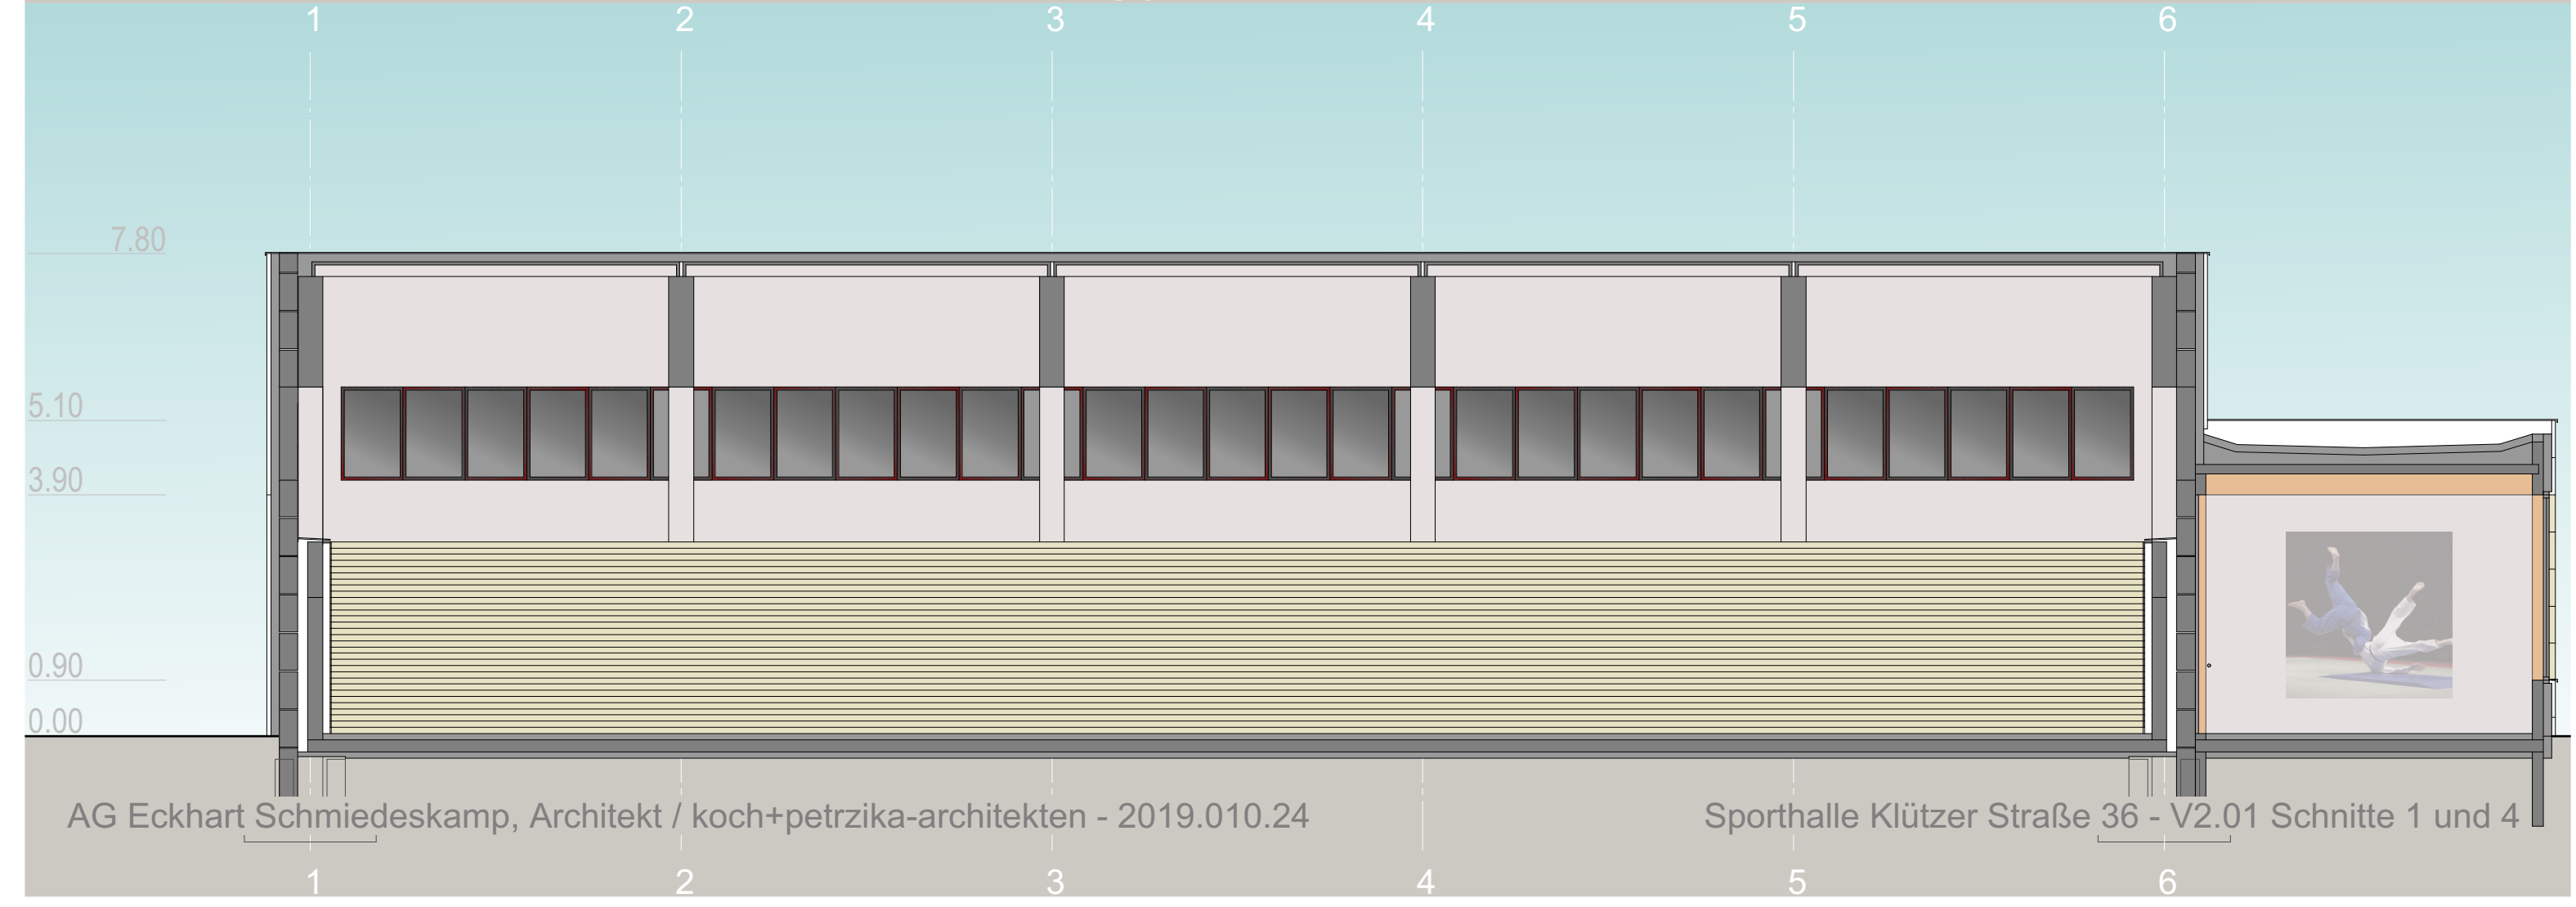 1 2 3 4 5 6
7.80
5.10
3.90
0.90
0.00
AG Eckhart Schmiedeskamp, Architekt / koch+petrzika-architekten - 2019.010.24
Sporthalle Klützer Straße 36 - V2.01 Schnitte 1 und 4
1 2 3 4 5 6